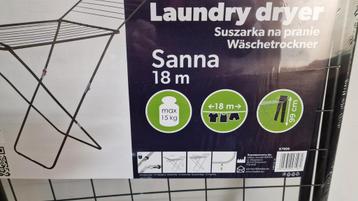 Laundry dryer
Suszarka na pranie
Wäschetrockner
Sanna
18 m
max
15 kg
18 m
99 cm